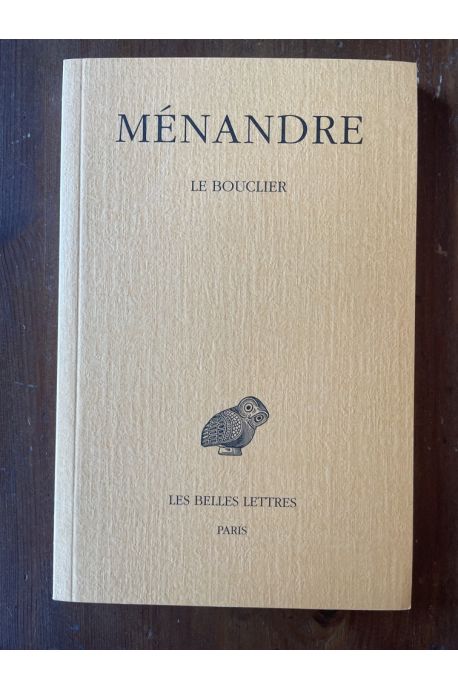 MÉNANDRE
LE BOUCLIER
LES BELLES LETTRES
PARIS